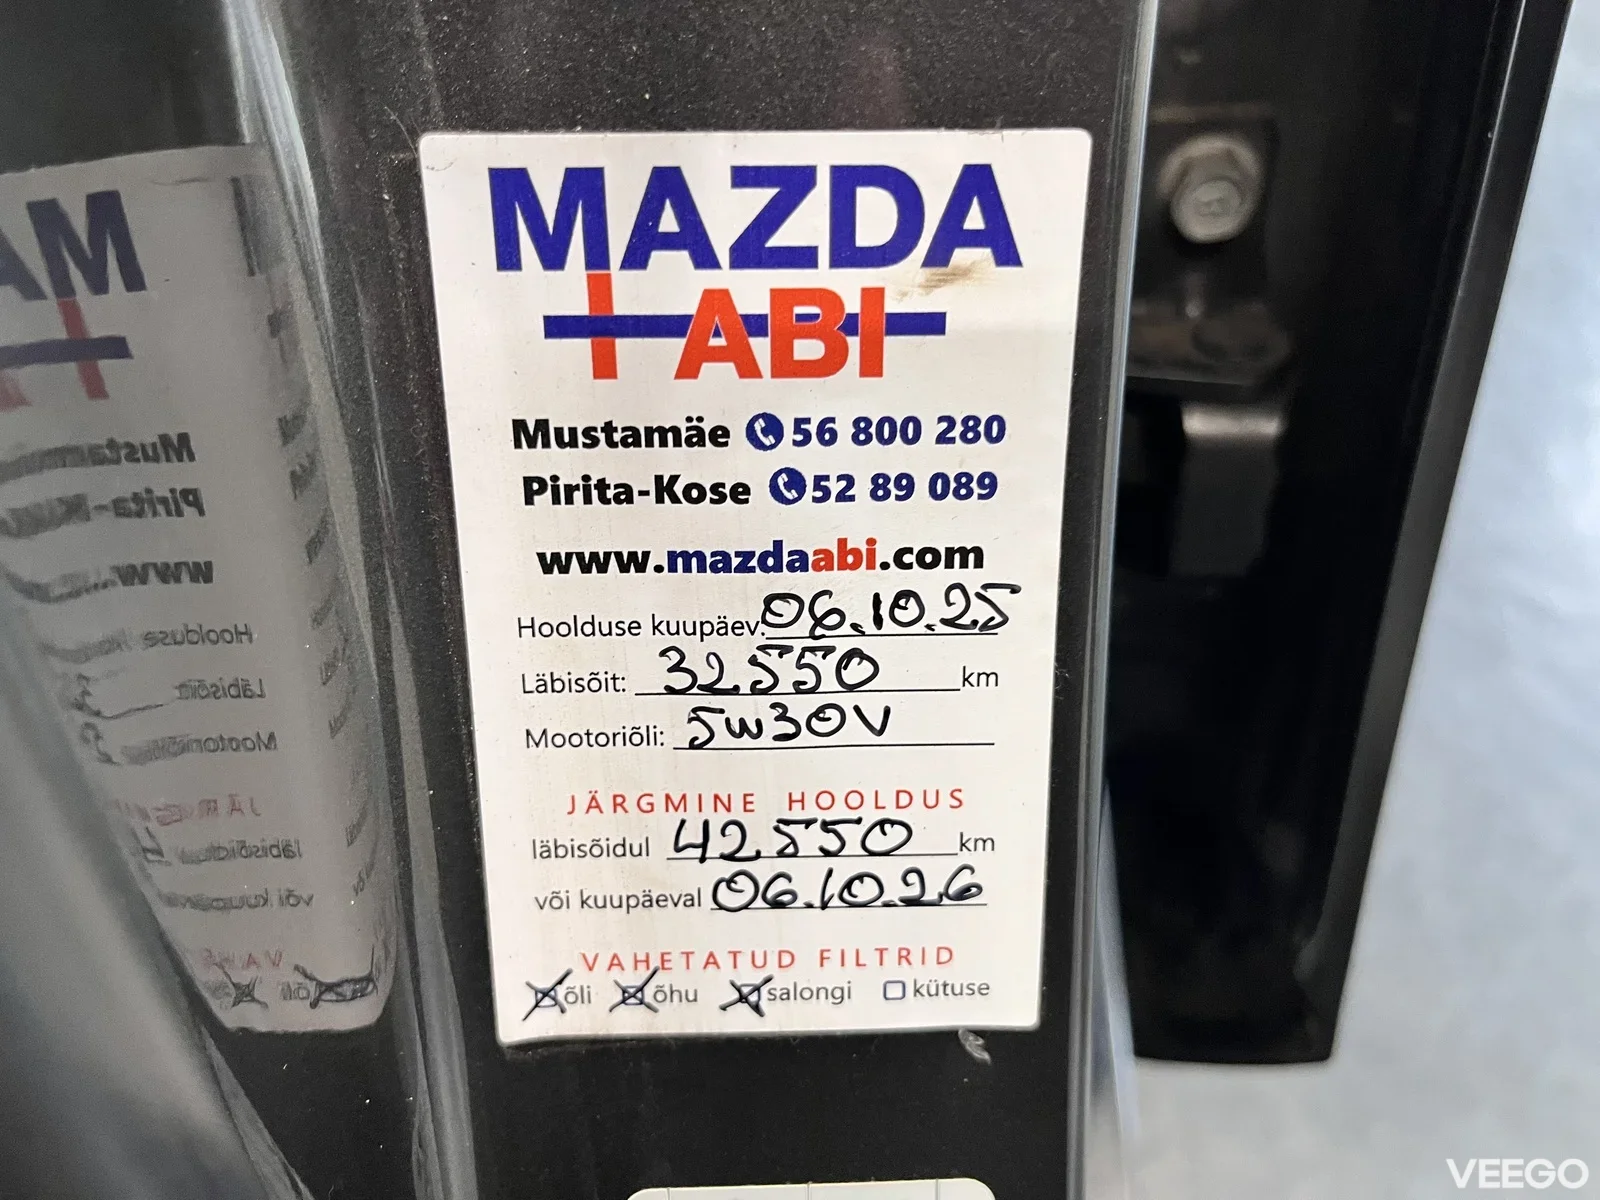 MAZDA
ABI
Mustamäe 56 800 280
Pirita-Kose 52 89 089
www.mazdaabi.com
Hoolduse kuupäev: 06.10.25
Läbisõit: 32550 km
Mootoriõli: 5W30V
JÄRGMINE HOOLDUS
läbisõidul 42550 km
või kuupäeval 06.10.26
VAHETATUD FILTRID
õli õhu salongi kütuse
VEEGO